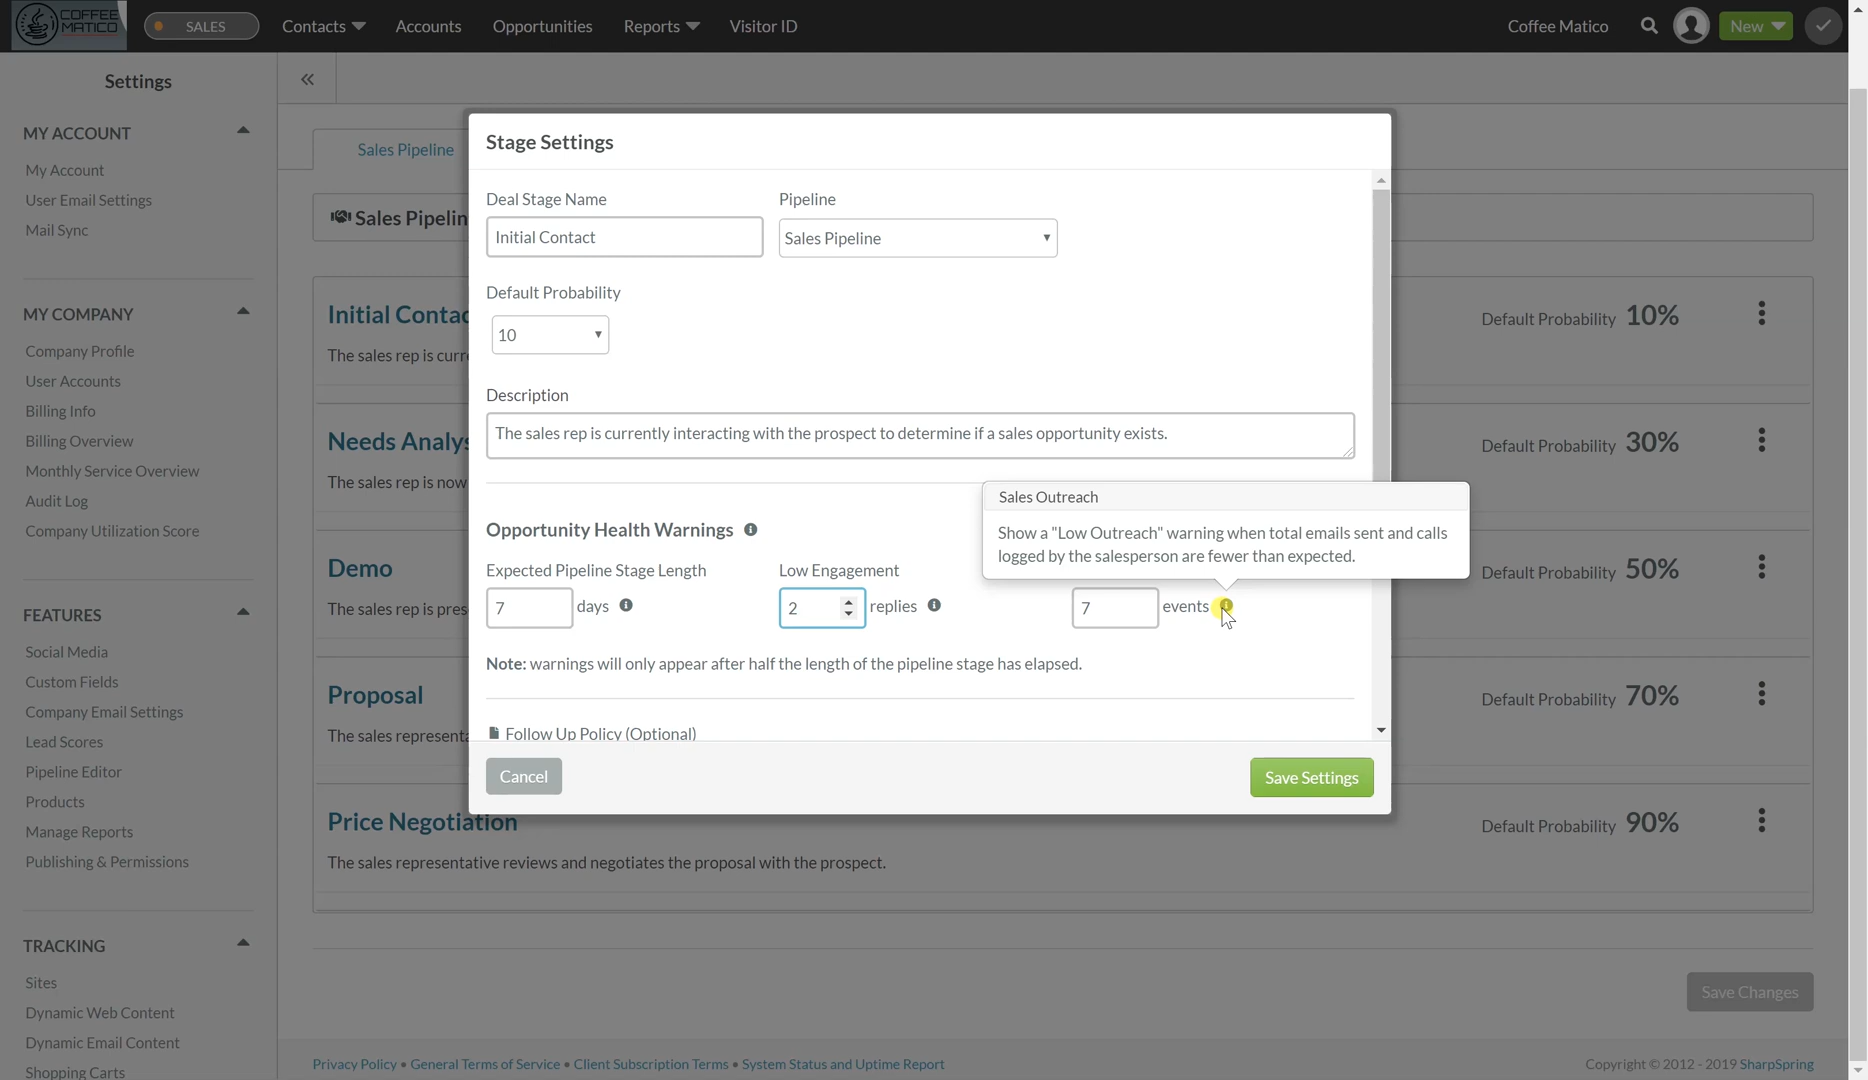 COFFEE
MATICO
SALES
Contacts
Accounts
Opportunities
Reports
Visitor ID
Coffee Matico
New
Settings
MY ACCOUNT
My Account
User Email Settings
Mail Sync
MY COMPANY
Company Profile
User Accounts
Billing Info
Billing Overview
Monthly Service Overview
Audit Log
Company Utilization Score
FEATURES
Social Media
Custom Fields
Company Email Settings
Lead Scores
Pipeline Editor
Products
Manage Reports
Publishing & Permissions
TRACKING
Sites
Dynamic Web Content
Dynamic Email Content
Shopping Carts
Sales Pipeline
Sales Pipelin
Initial Contac
Default Probability 10%
The sales rep is curre
Needs Analys
Default Probability 30%
The sales rep is now
Demo
Default Probability 50%
The sales rep is pres
Proposal
Default Probability 70%
The sales representa
Price Negotiation
Default Probability 90%
The sales representative reviews and negotiates the proposal with the prospect.
Stage Settings
Deal Stage Name
Pipeline
Initial Contact
Sales Pipeline
Default Probability
10
Description
The sales rep is currently interacting with the prospect to determine if a sales opportunity exists.
Sales Outreach
Show a "Low Outreach" warning when total emails sent and calls
logged by the salesperson are fewer than expected.
Opportunity Health Warnings
Expected Pipeline Stage Length
Low Engagement
7 days
2 replies
7 events
Note: warnings will only appear after half the length of the pipeline stage has elapsed.
Follow Up Policy (Optional)
Cancel
Save Settings
Save Changes
Privacy Policy • General Terms of Service • Client Subscription Terms • System Status and Uptime Report
Copyright © 2012 - 2019 SharpSpring